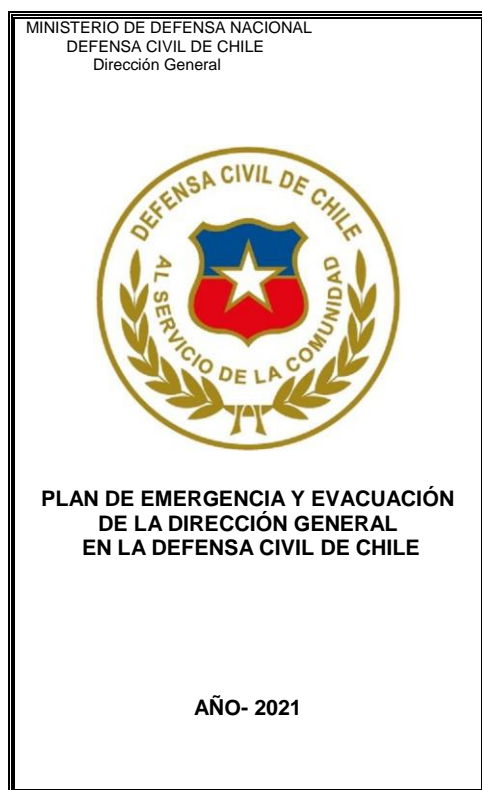 MINISTERIO DE DEFENSA NACIONAL
DEFENSA CIVIL DE CHILE
Dirección General
DEFENSA CIVIL DE CHILE
AL SERVICIO DE LA COMUNIDAD
PLAN DE EMERGENCIA Y EVACUACIÓN
DE LA DIRECCIÓN GENERAL
EN LA DEFENSA CIVIL DE CHILE
AÑO- 2021